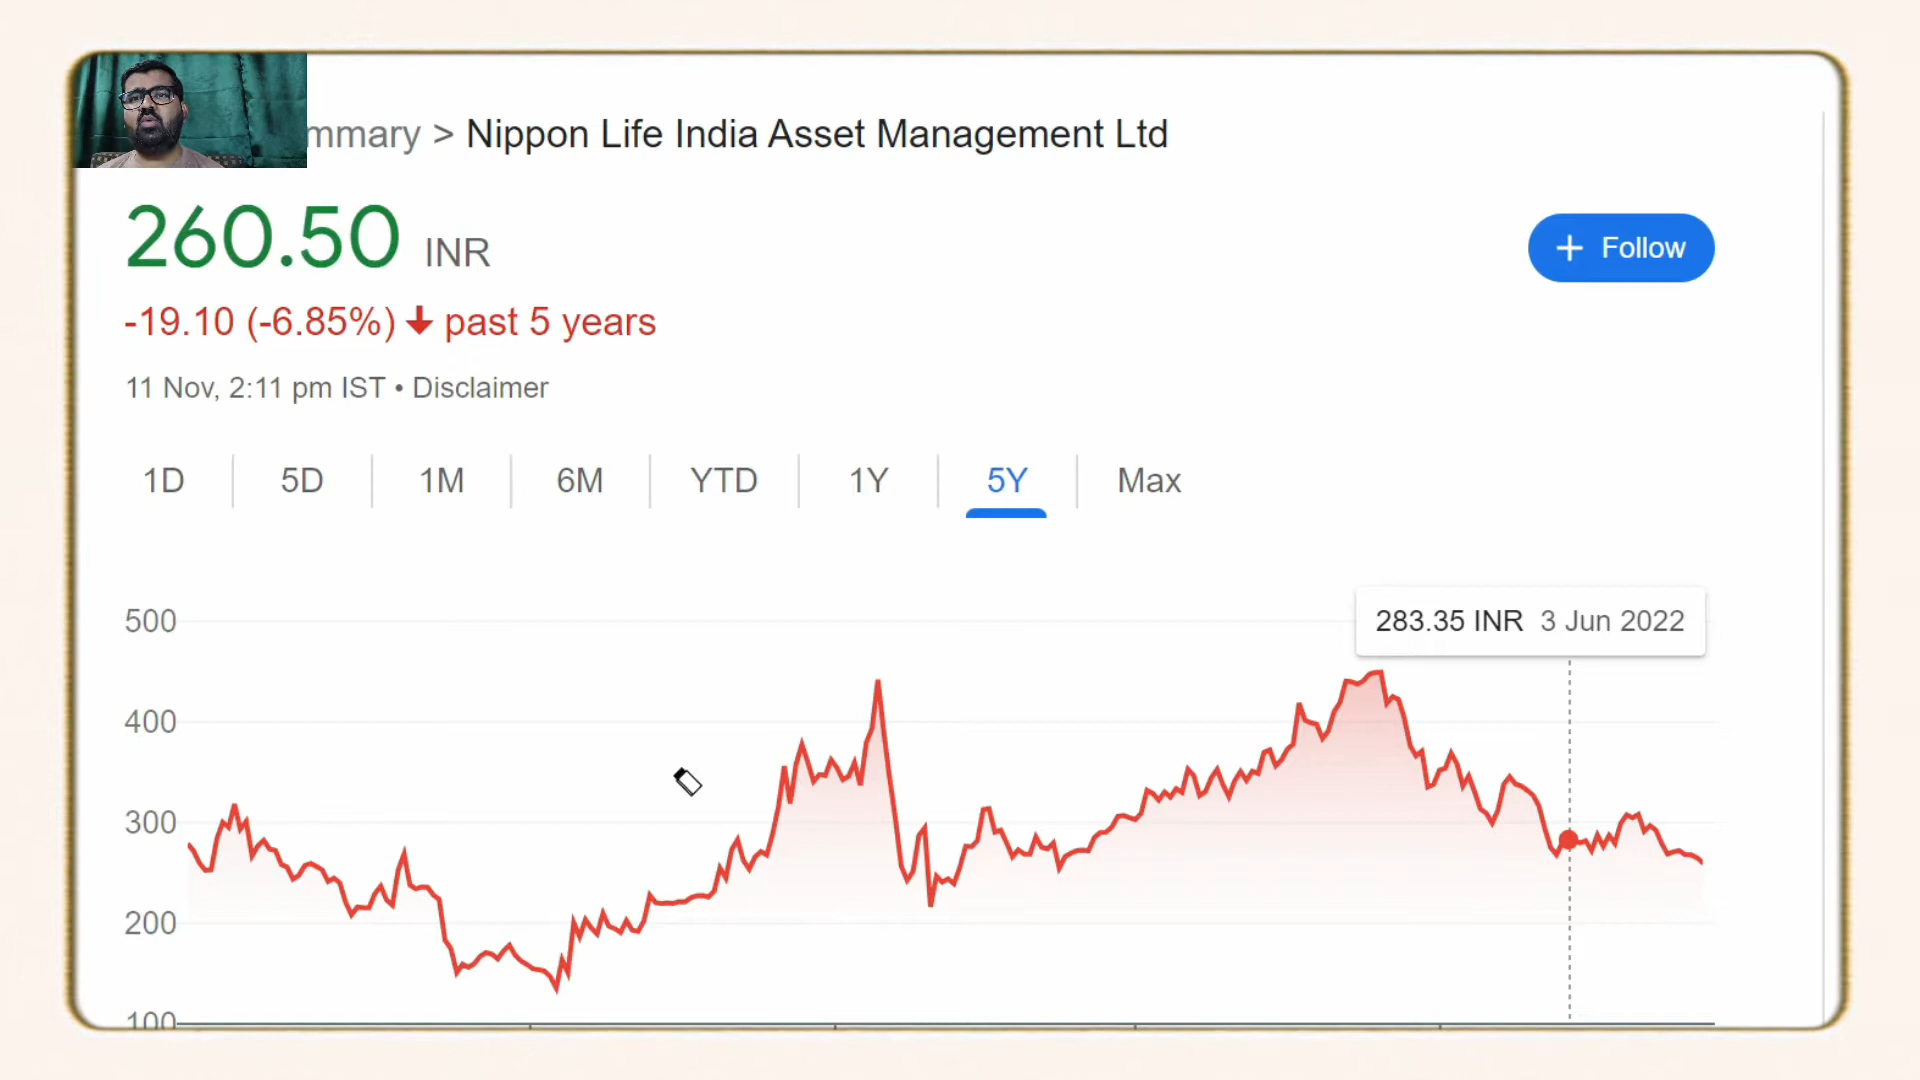 mmary > Nippon Life India Asset Management Ltd
260.50 INR
+ Follow
-19.10 (-6.85%) ↓ past 5 years
11 Nov, 2:11 pm IST • Disclaimer
1D 5D 1M 6M YTD 1Y 5Y Max
283.35 INR 3 Jun 2022
500
400
300
200
100